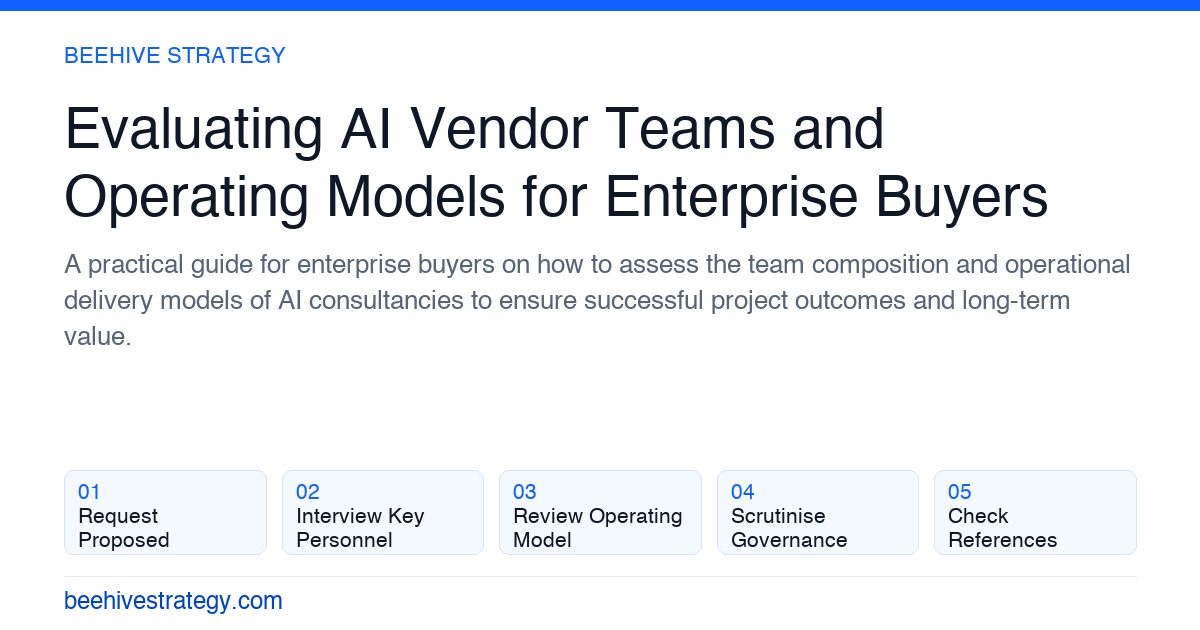 BEEHIVE STRATEGY
Evaluating AI Vendor Teams and
Operating Models for Enterprise Buyers
A practical guide for enterprise buyers on how to assess the team composition and operational
delivery models of AI consultancies to ensure successful project outcomes and long-term
value.
01
Request
Proposed
02
Interview Key
Personnel
03
Review Operating
Model
04
Scrutinise
Governance
05
Check
References
beehivestrategy.com